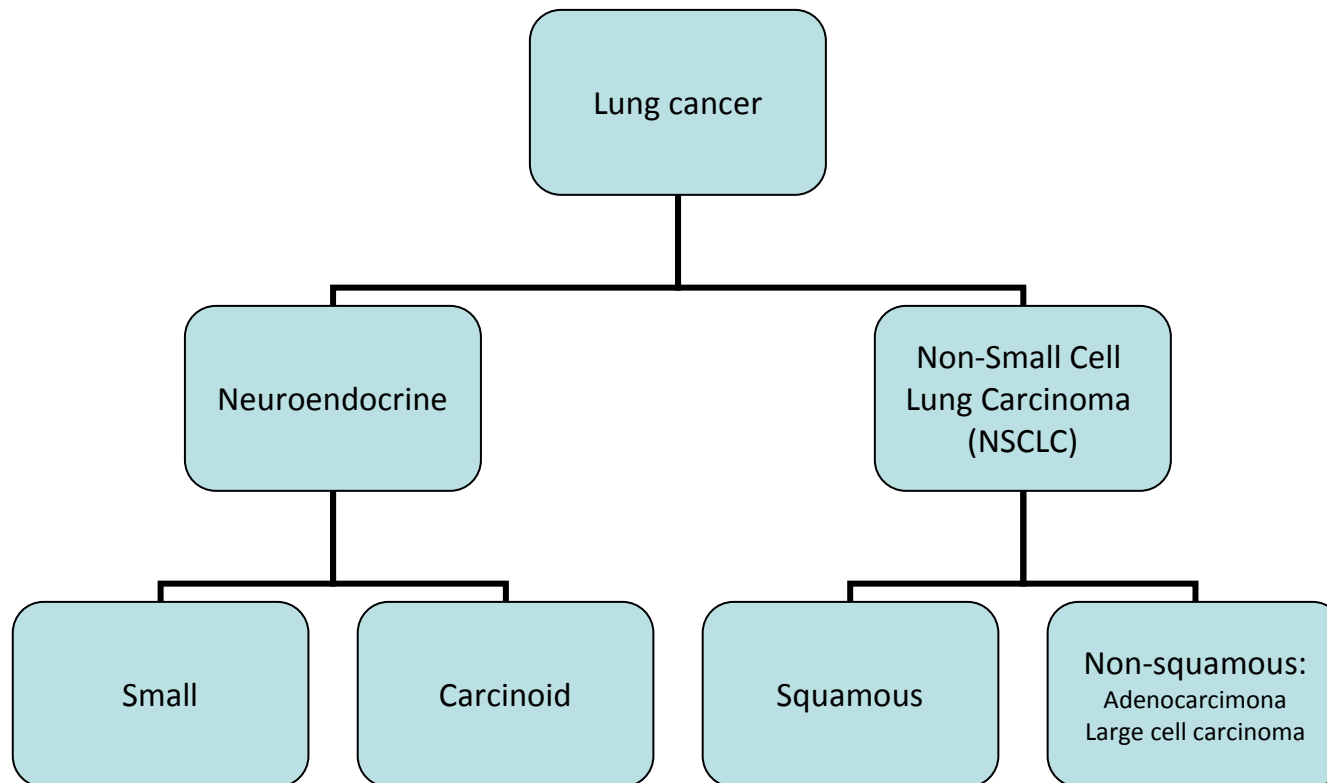 Lung cancer
Neuroendocrine
Non-Small Cell
Lung Carcinoma
(NSCLC)
Small
Carcinoid
Squamous
Non-squamous:
Adenocarcimona
Large cell carcinoma